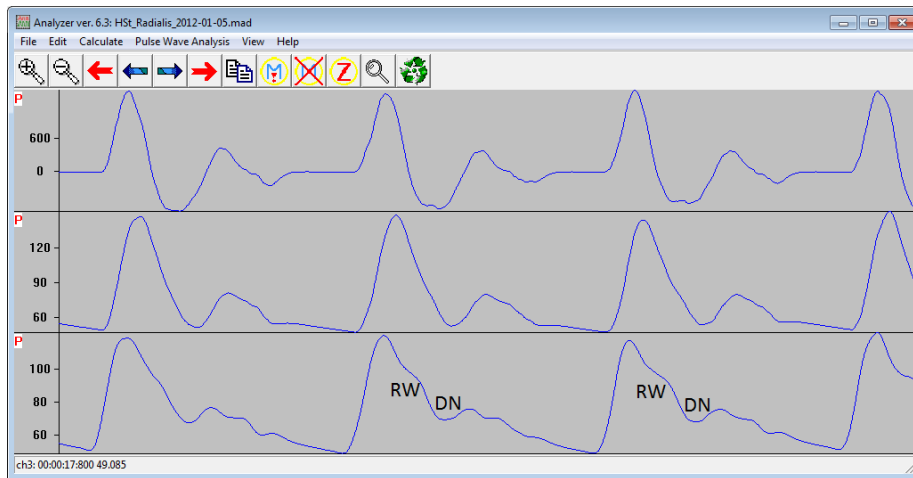 Analyzer ver. 6.3: HSt_Radialis_2012-01-05.mad
File Edit Calculate Pulse Wave Analysis View Help
M M Z
P
600
0
P
120
90
60
P
100
80
60
RW DN RW DN
ch3: 00:00:17:800 49.085